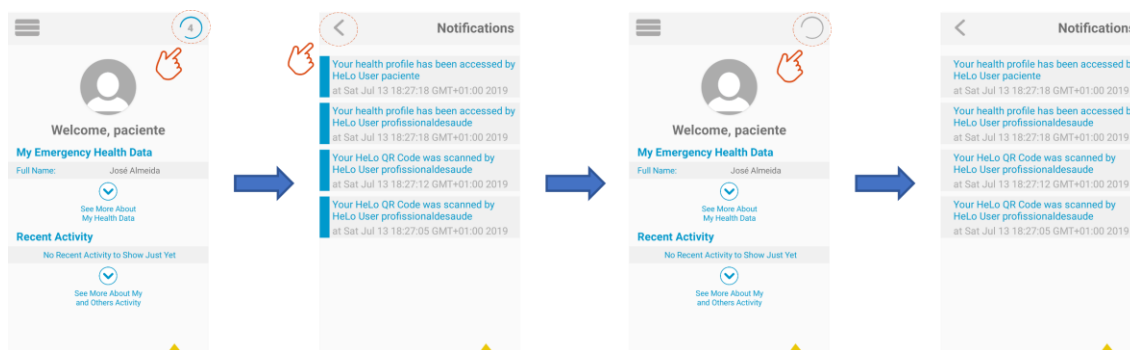 4
Welcome, paciente
My Emergency Health Data
Full Name: José Almeida
See More About
My Health Data
Recent Activity
No Recent Activity to Show Just Yet
See More About My
and Others Activity
Notifications
Your health profile has been accessed by
HeLo User paciente
at Sat Jul 13 18:27:18 GMT+01:00 2019
Your health profile has been accessed by
HeLo User profissionaldesaude
at Sat Jul 13 18:27:18 GMT+01:00 2019
Your HeLo QR Code was scanned by
HeLo User profissionaldesaude
at Sat Jul 13 18:27:12 GMT+01:00 2019
Your HeLo QR Code was scanned by
HeLo User profissionaldesaude
at Sat Jul 13 18:27:05 GMT+01:00 2019
Welcome, paciente
My Emergency Health Data
Full Name: José Almeida
See More About
My Health Data
Recent Activity
No Recent Activity to Show Just Yet
See More About My
and Others Activity
Notifications
Your health profile has been accessed
HeLo User paciente
at Sat Jul 13 18:27:18 GMT+01:00 2019
Your health profile has been accessed
HeLo User profissionaldesaude
at Sat Jul 13 18:27:18 GMT+01:00 2019
Your HeLo QR Code was scanned by
HeLo User profissionaldesaude
at Sat Jul 13 18:27:12 GMT+01:00 2019
Your HeLo QR Code was scanned by
HeLo User profissionaldesaude
at Sat Jul 13 18:27:05 GMT+01:00 2019